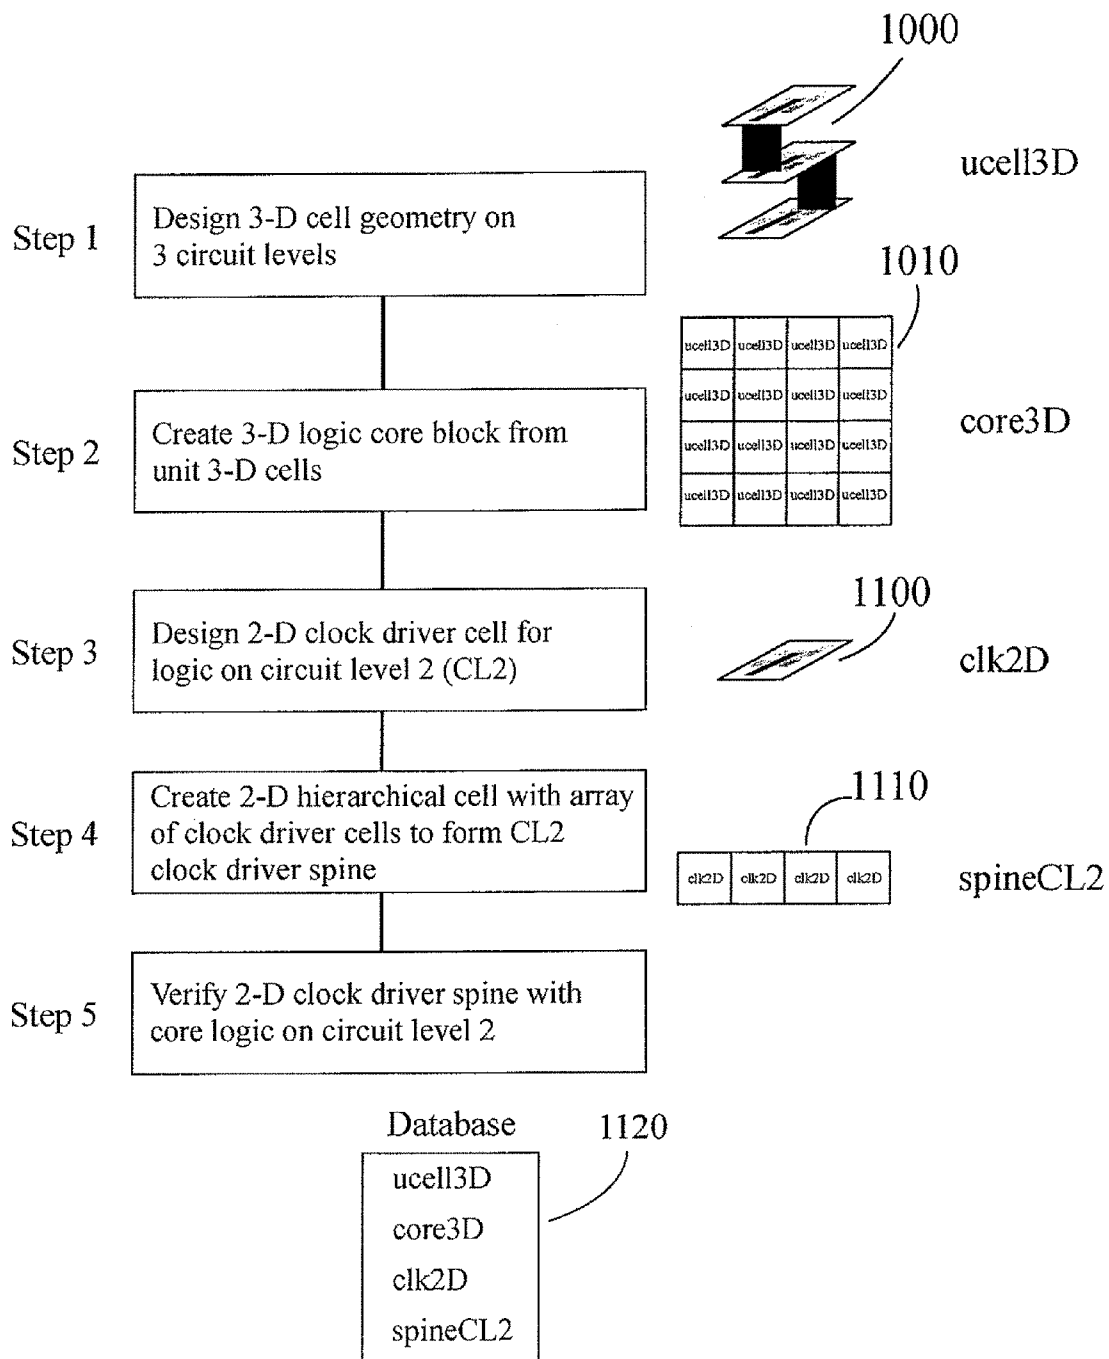 1000
ucell3D
Step 1
Design 3-D cell geometry on
3 circuit levels
1010
ucell3D ucell3D ucell3D ucell3D
ucell3D ucell3D ucell3D ucell3D
ucell3D ucell3D ucell3D ucell3D
ucell3D ucell3D ucell3D ucell3D
core3D
Step 2
Create 3-D logic core block from
unit 3-D cells
1100
clk2D
Step 3
Design 2-D clock driver cell for
logic on circuit level 2 (CL2)
1110
Step 4
Create 2-D hierarchical cell with array
of clock driver cells to form CL2
clock driver spine
clk2D clk2D clk2D clk2D
spineCL2
Step 5
Verify 2-D clock driver spine with
core logic on circuit level 2
Database
1120
ucell3D
core3D
clk2D
spineCL2